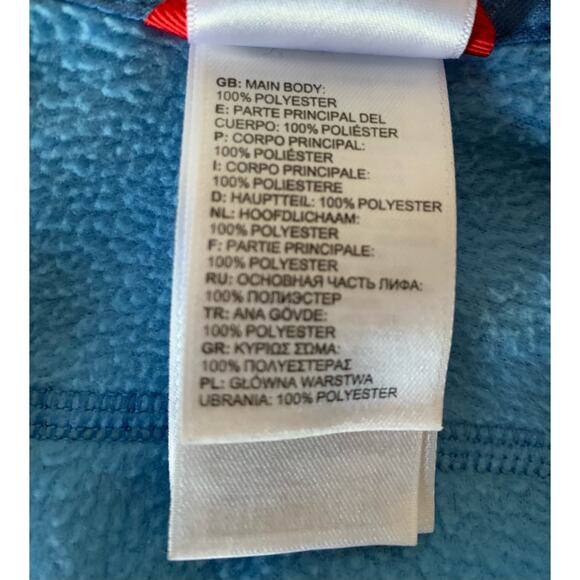 GB: MAIN BODY:
100% POLYESTER
E: PARTE PRINCIPAL DEL
CUERPO: 100% POLIÉSTER
P: CORPO PRINCIPAL:
100% POLIÉSTER
I: CORPO PRINCIPALE:
100% POLIESTERE
D: HAUPTTEIL: 100% POLYESTER
NL: HOOFDLICHAAM:
100% POLYESTER
F: PARTIE PRINCIPALE:
100% POLYESTER
RU: ОСНОВНАЯ ЧАСТЬ ЛИФА:
100% ПОЛИЭСТЕР
TR: ANA GÖVDE:
100% POLYESTER
GR: ΚΥΡΙΩΣ ΣΩΜΑ:
100 % ΠΟΛΥΕΣΤΕΡΑΣ
PL: GŁÓWNA WARSTWA
UBRANIA: 100% POLYESTER